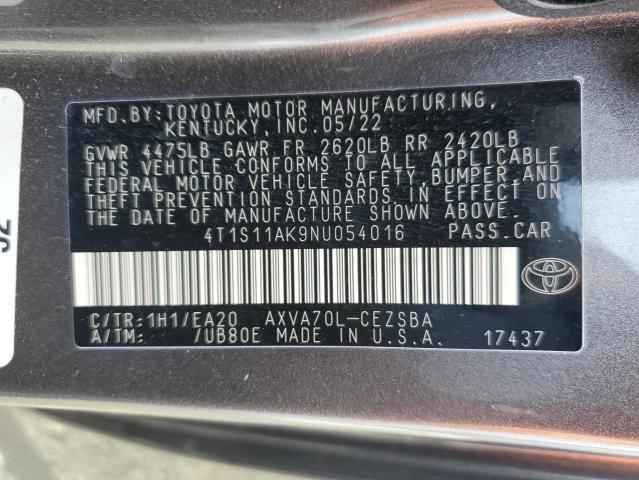 MFD.BY:TOYOTA MOTOR MANUFACTURING,
KENTUCKY, INC.05/22
GVWR 4475LB GAWR FR 2620LB RR 2420LB
THIS VEHICLE CONFORMS TO ALL APPLICABLE
FEDERAL MOTOR VEHICLE SAFETY, BUMPER, AND
THEFT PREVENTION STANDARDS IN EFFECT ON
THE DATE OF MANUFACTURE SHOWN ABOVE.
4T1S11AK9NU054016 PASS.CAR
C/TR:1H1/EA20 AXVA70L-CEZSBA
A/TM: /UB80E MADE IN U.S.A. 17437